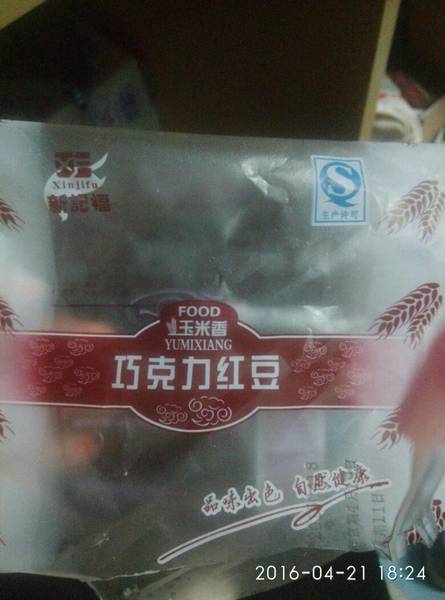 Xinjifu
新記福
生产许可
FOOD
玉米香
YUMIXIANG
巧克力红豆
品味出色 自然健康
2016-04-21 18:24